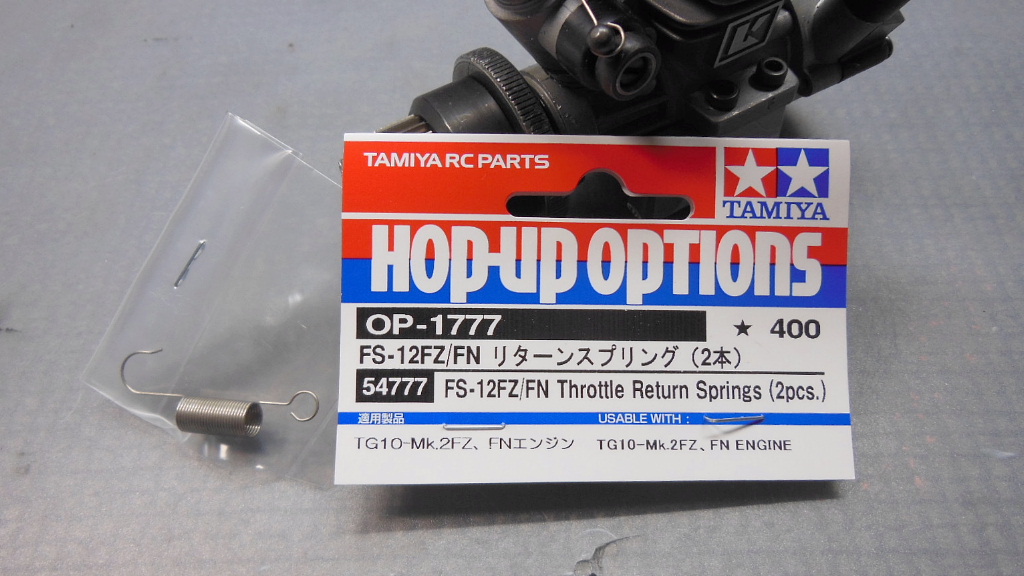 TAMIYA RC PARTS
TAMIYA
HOP-UP OPTIONS
OP-1777
★ 400
FS-12FZ/FN リターンスプリング (2本)
54777 FS-12FZ/FN Throttle Return Springs (2pcs.)
適用製品 USABLE WITH :
TG10-Mk.2FZ、FNエンジン TG10-Mk.2FZ、FN ENGINE